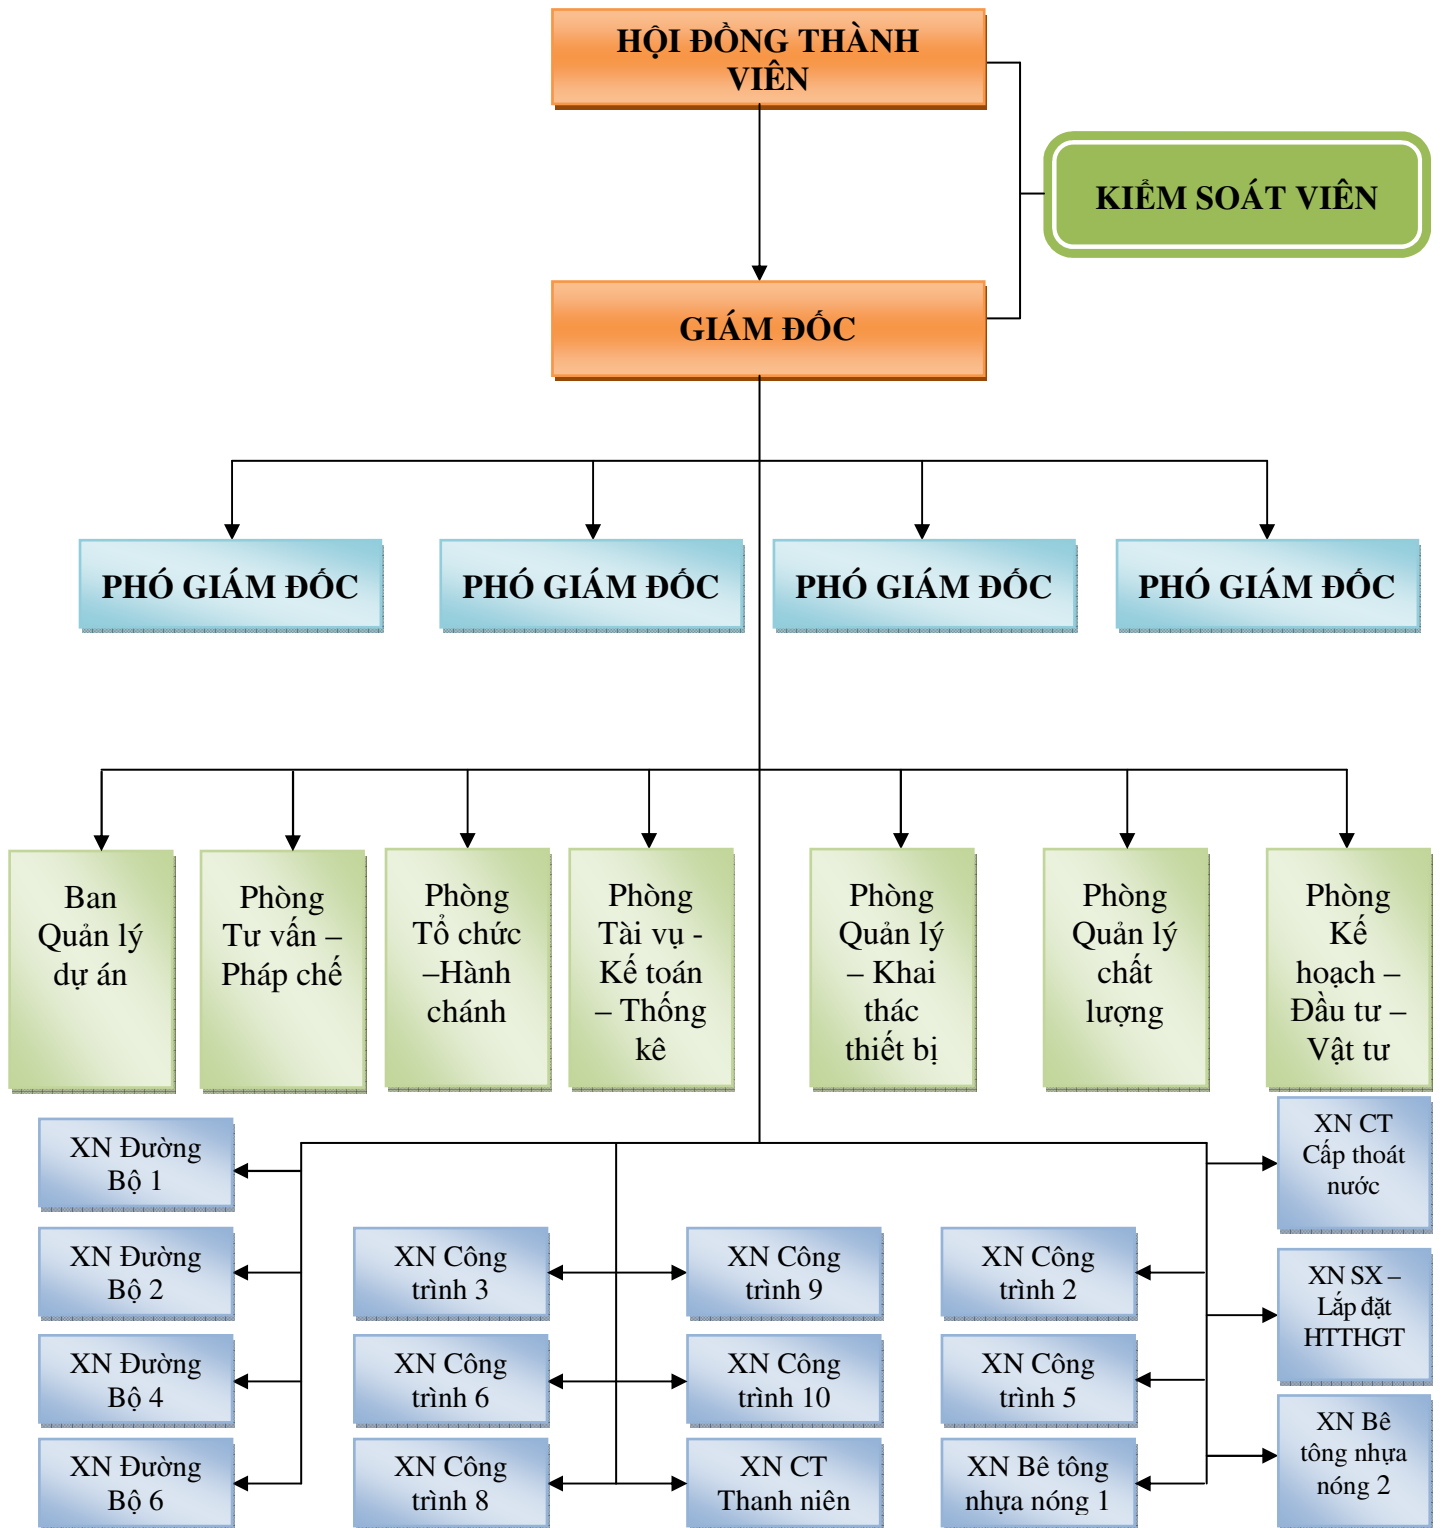 HỘI ĐỒNG THÀNH
VIÊN
KIỂM SOÁT VIÊN
GIÁM ĐỐC
PHÓ GIÁM ĐỐC
PHÓ GIÁM ĐỐC
PHÓ GIÁM ĐỐC
PHÓ GIÁM ĐỐC
Ban
Quản lý
dự án
Phòng
Tư vấn –
Pháp chế
Phòng
Tổ chức
–Hành
chánh
Phòng
Tài vụ -
Kế toán
– Thống
kê
Phòng
Quản lý
– Khai
thác
thiết bị
Phòng
Quản lý
chất
lượng
Phòng
Kế
hoạch –
Đầu tư –
Vật tư
XN Đường
Bộ 1
XN CT
Cấp thoát
nước
XN Đường
Bộ 2
XN Công
trình 3
XN Công
trình 9
XN Công
trình 2
XN SX –
Lắp đặt
HTTHGT
XN Đường
Bộ 4
XN Công
trình 6
XN Công
trình 10
XN Công
trình 5
XN Bê
tông nhựa
nóng 2
XN Đường
Bộ 6
XN Công
trình 8
XN CT
Thanh niên
XN Bê tông
nhựa nóng 1